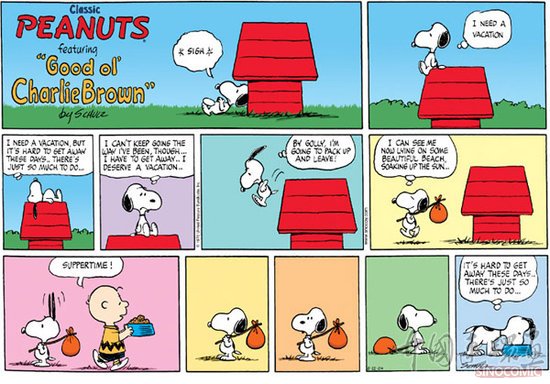 Classic
PEANUTS
featuring
"Good ol'
CharlieBrown"
by SCHULZ
* SIGH *
I NEED A
VACATION
I NEED A VACATION, BUT
IT'S HARD TO GET AWAY
THESE DAYS.. THERE'S
JUST SO MUCH TO DO...
I CAN'T KEEP GOING THE
WAY I'VE BEEN, THOUGH...
I HAVE TO GET AWAY... I
DESERVE A VACATION...
BY GOLLY, I'M
GOING TO PACK UP
AND LEAVE!
I CAN SEE ME
NOW LYING ON SOME
BEAUTIFUL BEACH,
SOAKING UP THE SUN...
SUPPERTIME!
IT'S HARD TO GET
AWAY THESE DAYS..
THERE'S JUST SO
MUCH TO DO...
SINOCOMIC